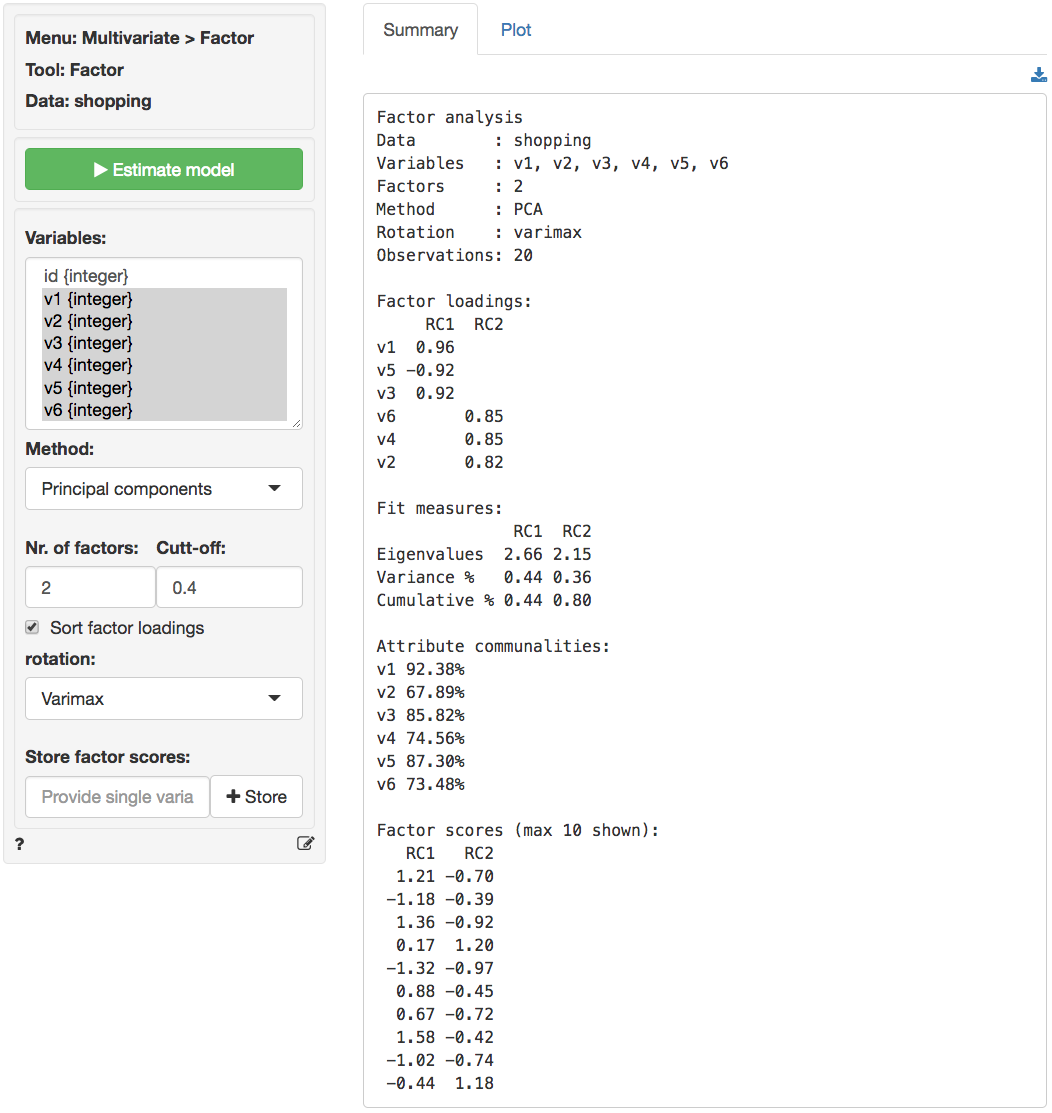 Menu: Multivariate > Factor
Tool: Factor
Data: shopping
Estimate model
Variables:
id {integer}
v1 {integer}
v2 {integer}
v3 {integer}
v4 {integer}
v5 {integer}
v6 {integer}
Method:
Principal components
Nr. of factors: Cutt-off:
2 0.4
Sort factor loadings
rotation:
Varimax
Store factor scores:
Provide single varia + Store
?
Summary Plot
Factor analysis
Data        : shopping
Variables   : v1, v2, v3, v4, v5, v6
Factors     : 2
Method      : PCA
Rotation    : varimax
Observations: 20
Factor loadings:
     RC1  RC2
v1  0.96
v5 -0.92
v3  0.92
v6       0.85
v4       0.85
v2       0.82
Fit measures:
              RC1  RC2
Eigenvalues  2.66 2.15
Variance %   0.44 0.36
Cumulative % 0.44 0.80
Attribute communalities:
v1 92.38%
v2 67.89%
v3 85.82%
v4 74.56%
v5 87.30%
v6 73.48%
Factor scores (max 10 shown):
   RC1   RC2
  1.21 -0.70
 -1.18 -0.39
  1.36 -0.92
  0.17  1.20
 -1.32 -0.97
  0.88 -0.45
  0.67 -0.72
  1.58 -0.42
 -1.02 -0.74
 -0.44  1.18